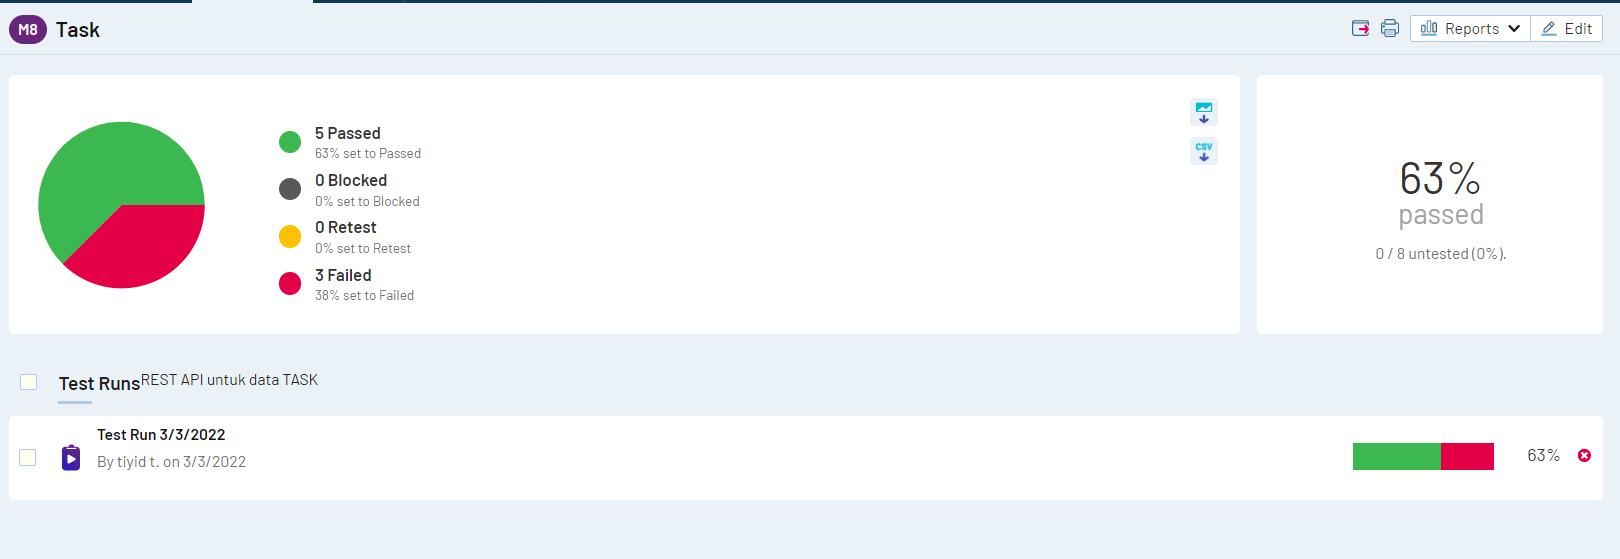 M8 Task
Reports Edit
5 Passed
63% set to Passed
0 Blocked
0% set to Blocked
0 Retest
0% set to Retest
3 Failed
38% set to Failed
CSV
63%
passed
0 / 8 untested (0%).
Test Runs REST API untuk data TASK
Test Run 3/3/2022
By tiyid t. on 3/3/2022
63%